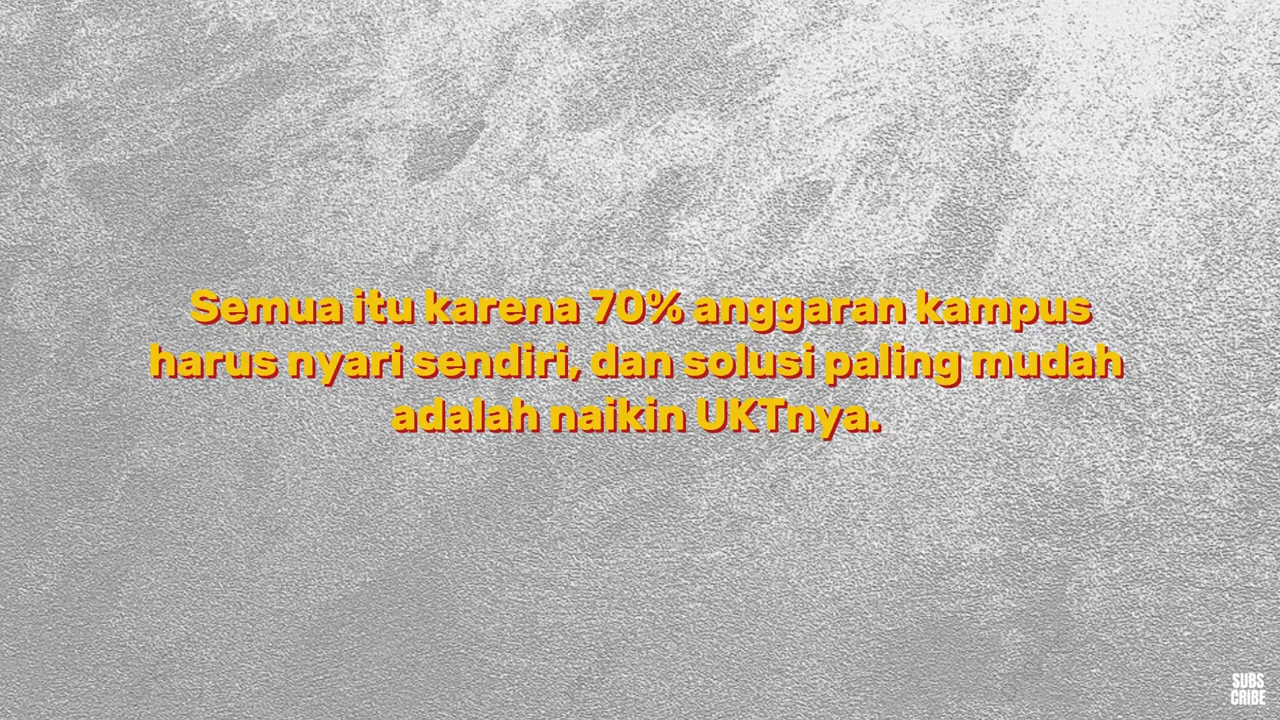 Semua itu karena 70% anggaran kampus
harus nyari sendiri, dan solusi paling mudah
adalah naikin UKTnya.
SUBS
CRIBE